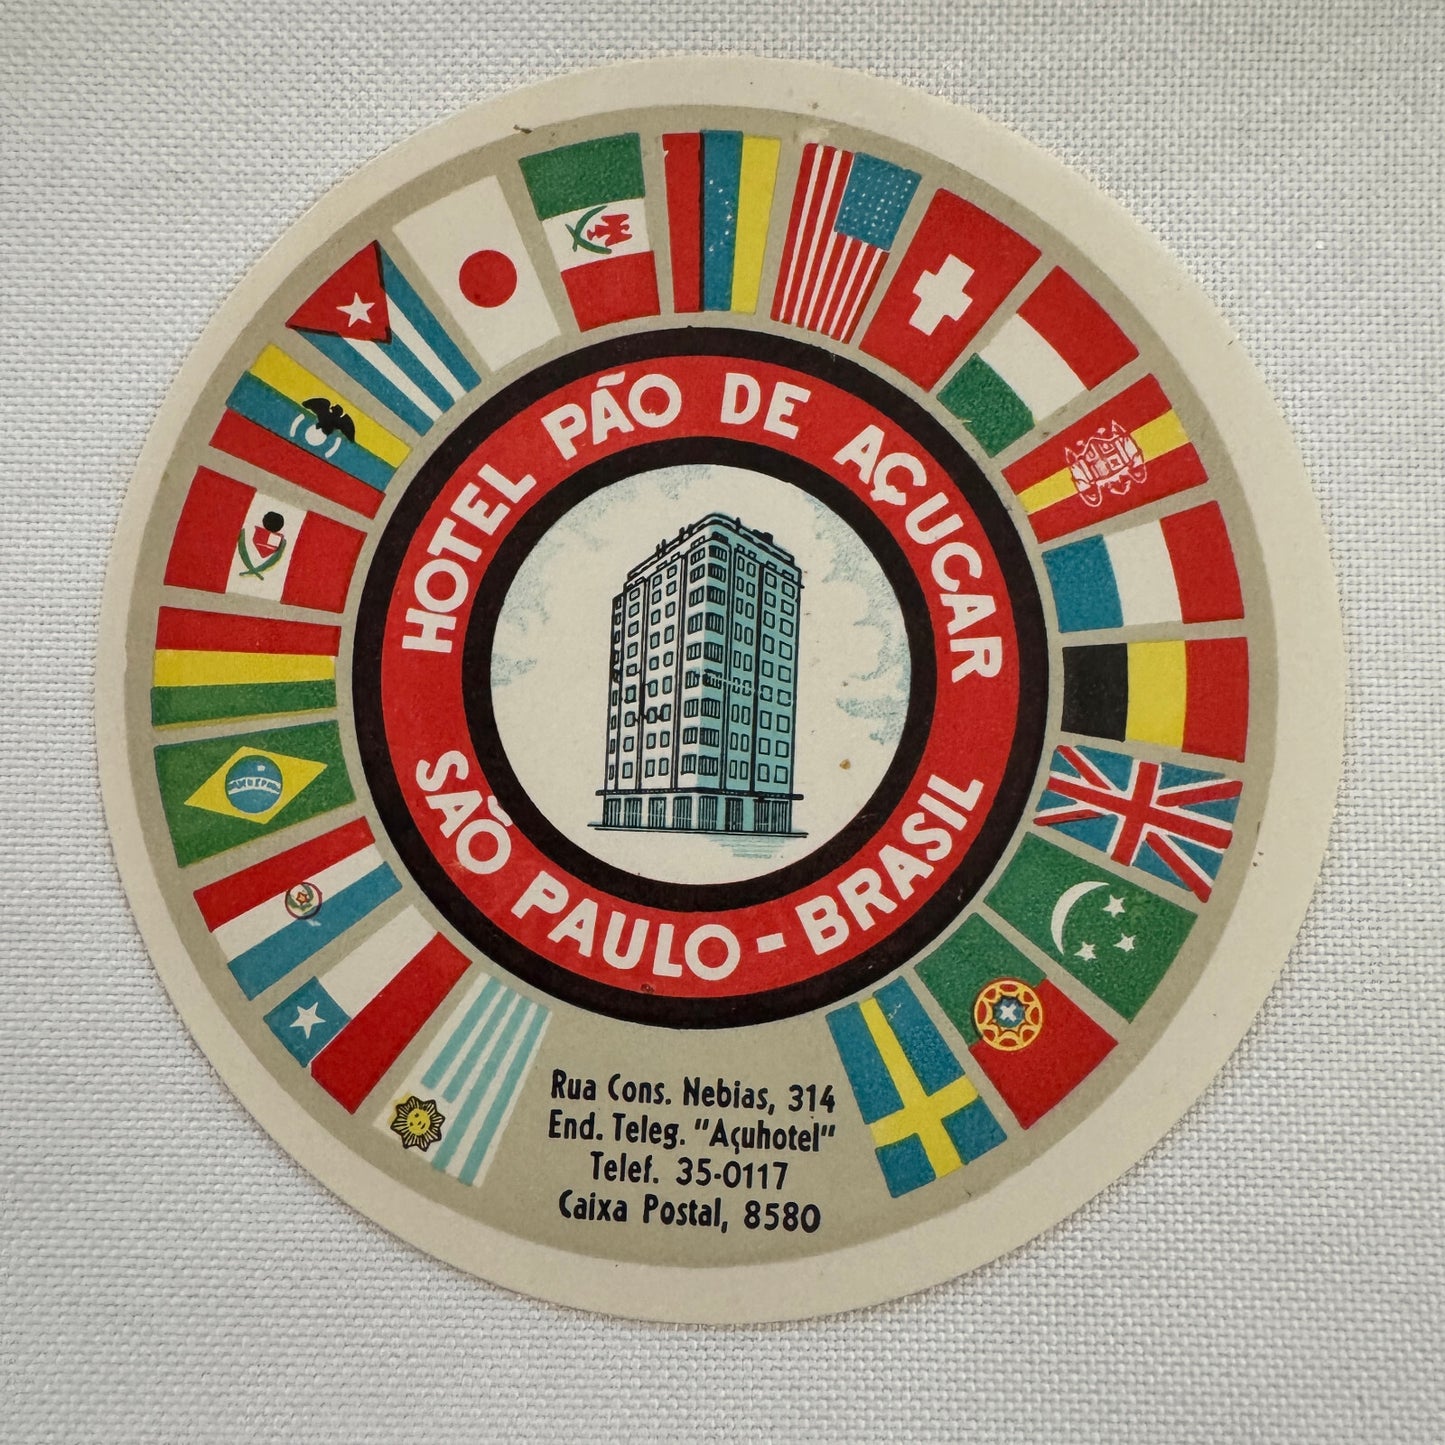 HOTEL PÃO DE AÇUCAR
SÃO PAULO - BRASIL
Rua Cons. Nebias, 314
End. Teleg. "Açuhotel"
Telef. 35-0117
Caixa Postal, 8580